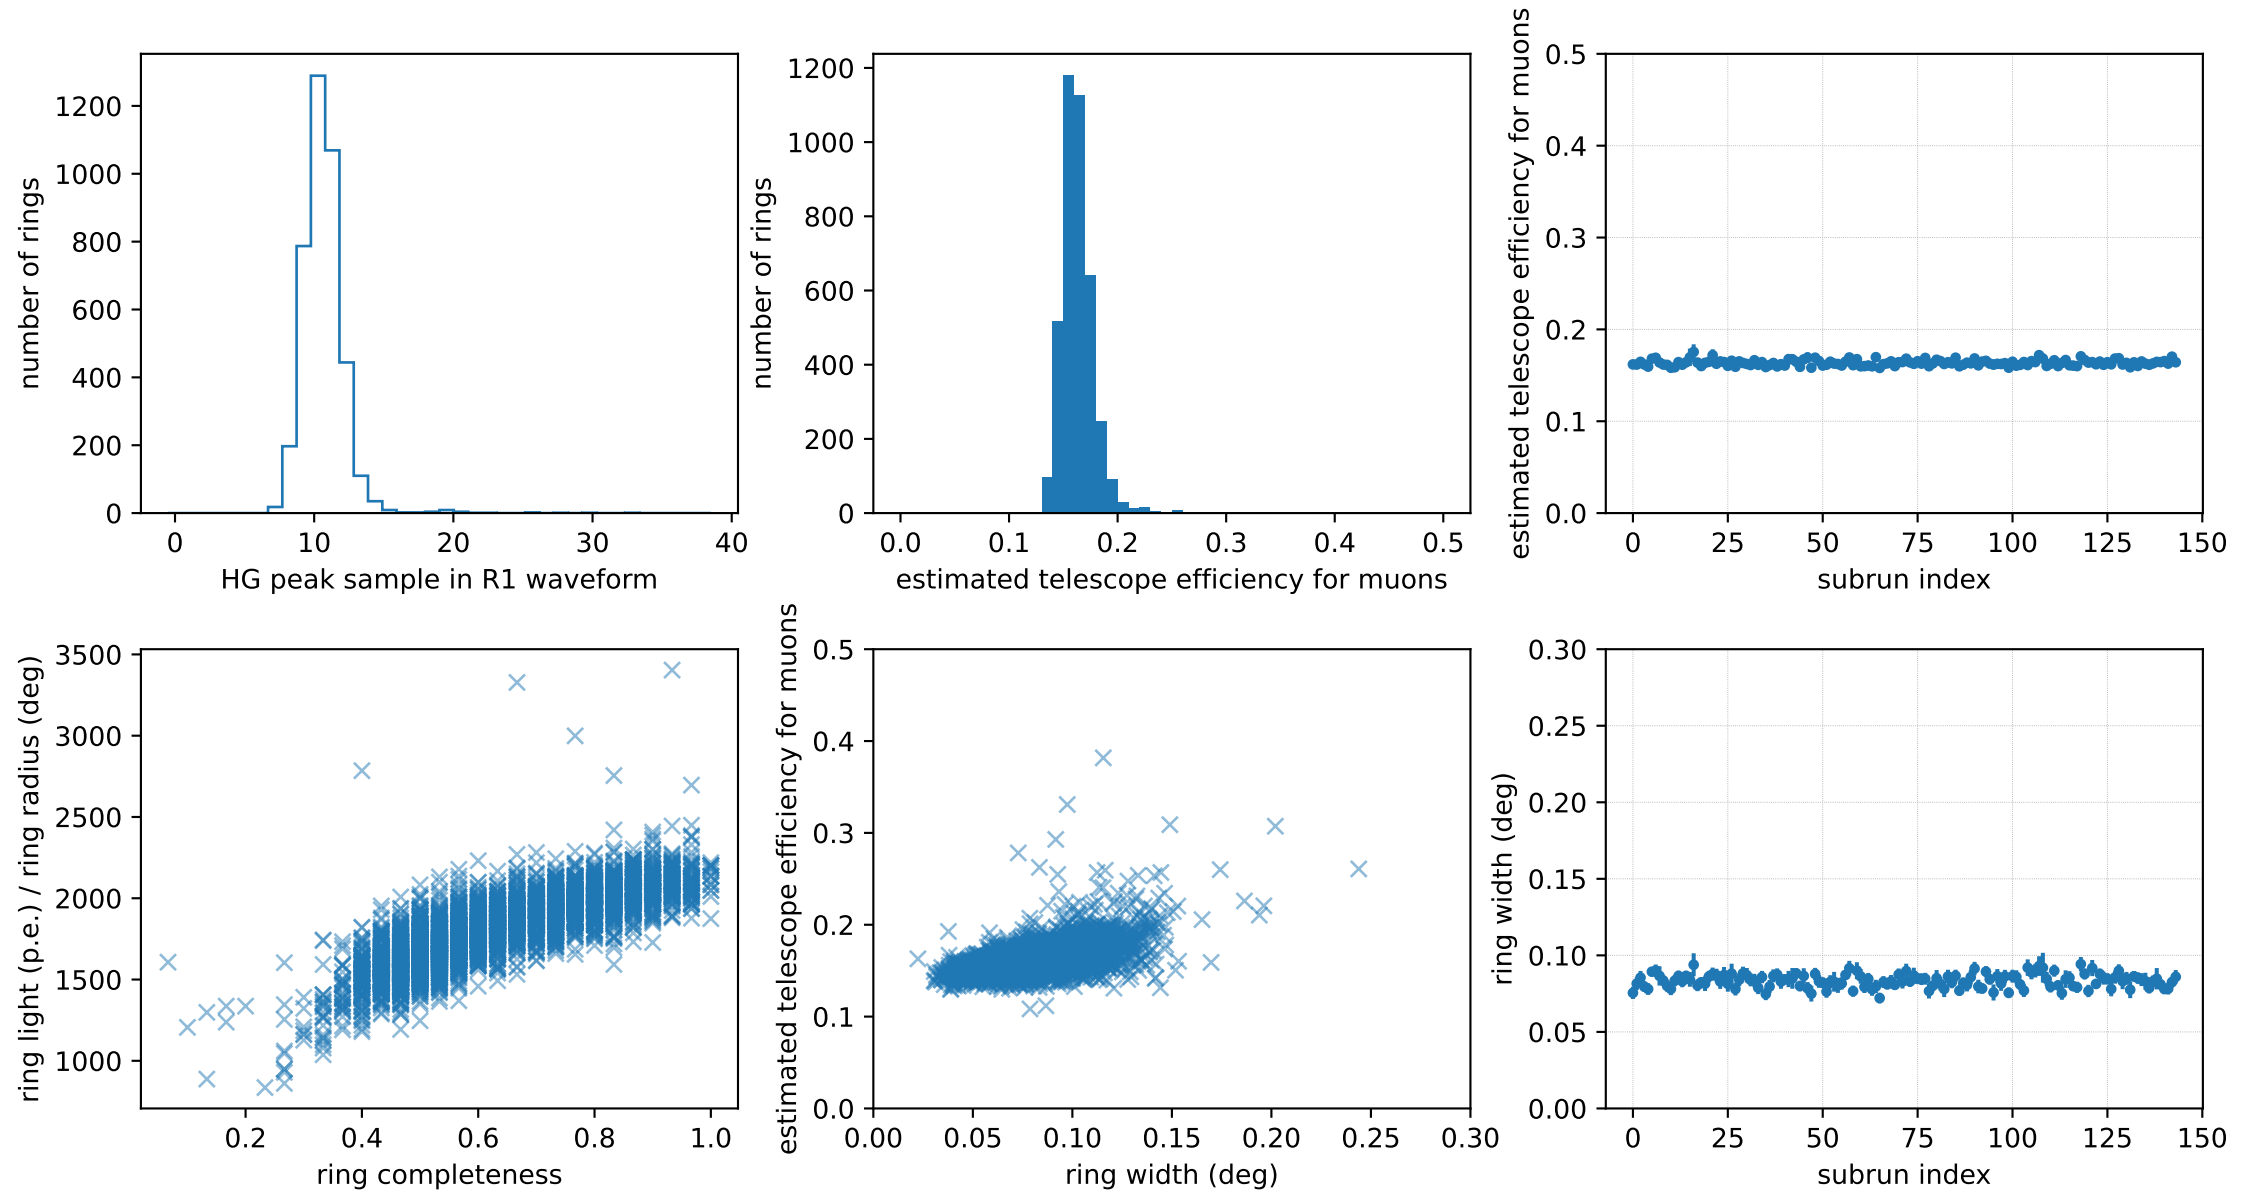 1200
1000
800
600
400
200
0
number of rings
0 10 20 30 40
HG peak sample in R1 waveform
1200
1000
800
600
400
200
0
number of rings
0.0 0.1 0.2 0.3 0.4 0.5
estimated telescope efficiency for muons
0.5
0.4
0.3
0.2
0.1
0.0
estimated telescope efficiency for muons
0 25 50 75 100 125 150
subrun index
3500
3000
2500
2000
1500
1000
ring light (p.e.) / ring radius (deg)
0.2 0.4 0.6 0.8 1.0
ring completeness
0.5
0.4
0.3
0.2
0.1
0.0
estimated telescope efficiency for muons
0.00 0.05 0.10 0.15 0.20 0.25 0.30
ring width (deg)
0.30
0.25
0.20
0.15
0.10
0.05
0.00
ring width (deg)
0 25 50 75 100 125 150
subrun index